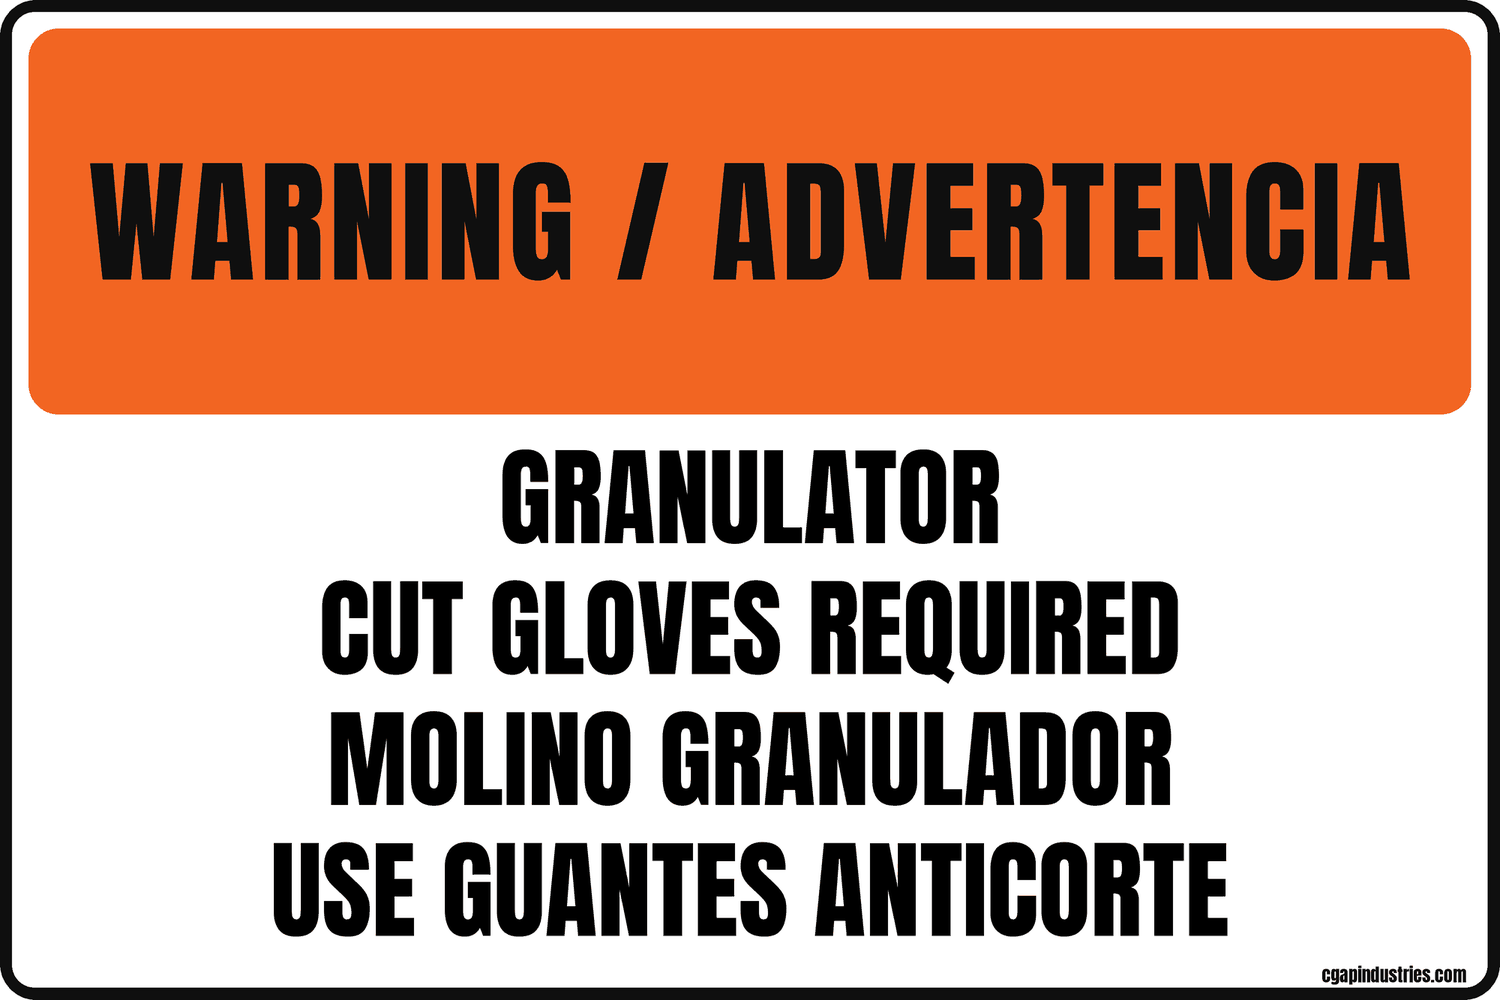 WARNING / ADVERTENCIA
GRANULATOR
CUT GLOVES REQUIRED
MOLINO GRANULADOR
USE GUANTES ANTICORTE
cgapindustries.com